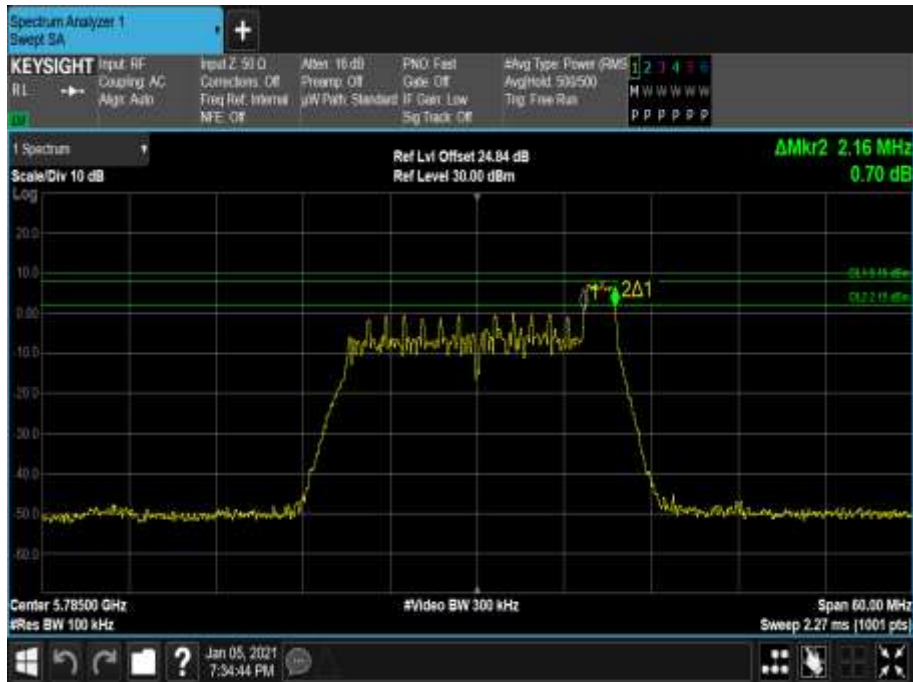 Spectrum Analyzer 1
Swept SA
+
KEYSIGHT
RL
Input: RF
Coupling: AC
Align: Auto
Input Z: 50 Ω
Corrections: Off
Freq Ref: Internal
NFE: Off
Atten: 16 dB
Preamp: Off
µW Path: Standard
PNO: Fast
Gate: Off
IF Gain: Low
Sig Track: Off
#Avg Type: Power (RMS
Avg|Hold: 500/500
Trig: Free Run
1 2 3 4 5 6
M W W W W W
P P P P P P
1 Spectrum
Scale/Div 10 dB
Ref Lvl Offset 24.84 dB
Ref Level 30.00 dBm
ΔMkr2 2.16 MHz
0.70 dB
Log
20.0
10.0
0.00
-10.0
-20.0
-30.0
-40.0
-50.0
-60.0
2Δ1
Center 5.78500 GHz
#Res BW 100 kHz
#Video BW 300 kHz
Span 60.00 MHz
Sweep 2.27 ms (1001 pts)
?
Jan 05, 2021
7:34:44 PM